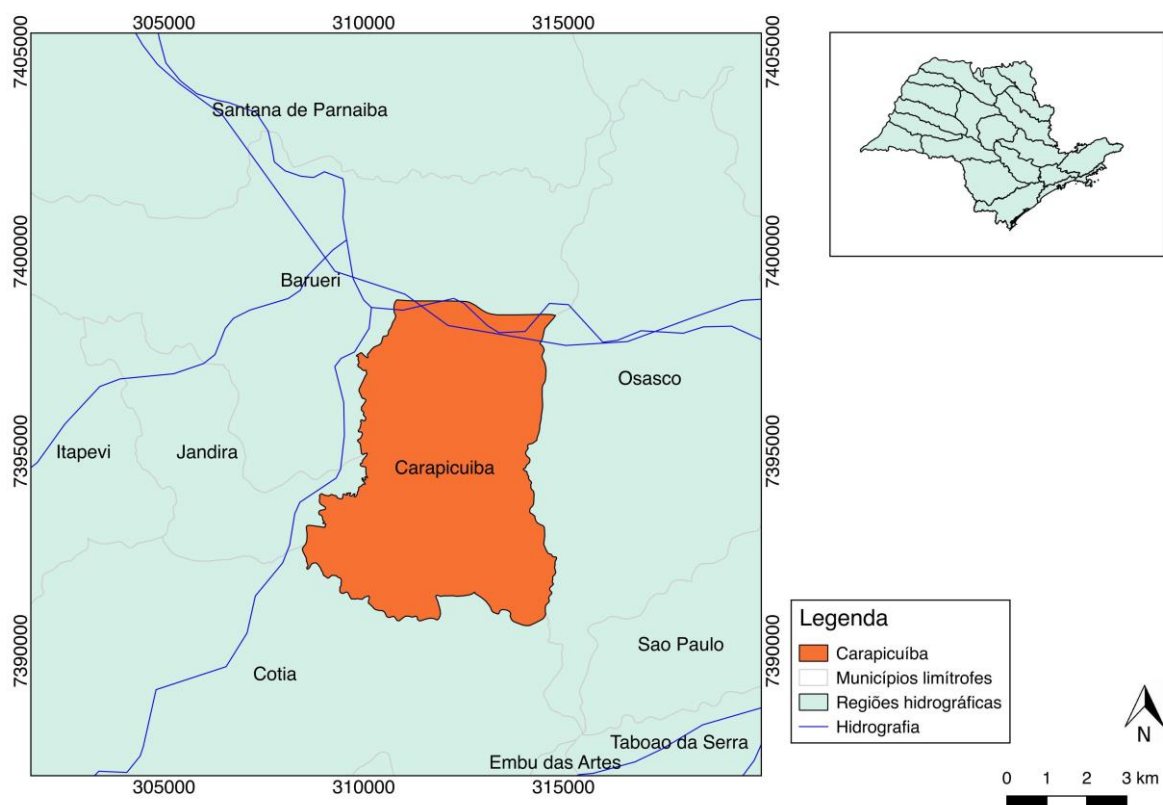 305000
310000
315000
7405000
7405000
Santana de Parnaiba
7400000
7400000
Barueri
Osasco
7395000
7395000
Itapevi
Jandira
Carapicuiba
7390000
7390000
Sao Paulo
Cotia
Taboao da Serra
Embu das Artes
305000
310000
315000
Legenda
Carapicuíba
Municípios limítrofes
Regiões hidrográficas
Hidrografia
N
0 1 2 3 km